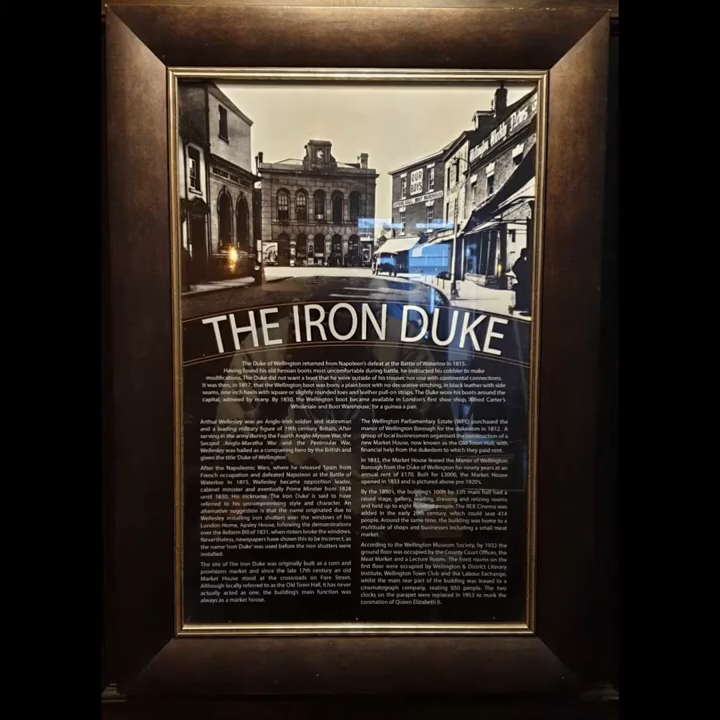 OUR
BOYS
THE IRON DUKE
The Duke of Wellington returned from Napoleon's defeat at the Battle of Waterloo in 1815.
Having found his old hessian boots most uncomfortable during battle, he instructed his cobbler to make
modifications. The Duke did not want a boot that he wore outside of his trouser, nor one with continental connections.
It was then, in 1817, that the Wellington boot was born; a plain boot with no decorative stitching, in black leather with side
seams, one inch heels with square or slightly rounded toes and leather pull-on straps. The Duke wore his boots around the
capital, admired by many. By 1830, the Wellington boot became available in London's first shoe shop, 'Alfred Carter's
Wholesale and Boot Warehouse', for a guinea a pair.
Arthur Wellesley was an Anglo-Irish soldier and statesman
and a leading military figure of 19th century Britain. After
serving in the army during the Fourth Anglo-Mysore War, the
Second Anglo-Maratha War and the Peninsular War,
Wellesley was hailed as a conquering hero by the British and
given the title 'Duke of Wellington'.
After the Napoleonic Wars, where he released Spain from
French occupation and defeated Napoleon at the Battle of
Waterloo in 1815, Wellesley became opposition leader,
cabinet minister and eventually Prime Minster from 1828
until 1830. His nickname 'The Iron Duke' is said to have
referred to his uncompromising style and character. An
alternative suggestion is that the name originated due to
Wellesley installing iron shutters over the windows of his
London Home, Apsley House, following the demonstrations
over the Reform Bill of 1831, when rioters broke the windows.
Nevertheless, newspapers have shown this to be incorrect, as
the name 'Iron Duke' was used before the iron shutters were
installed.
The site of The Iron Duke was originally built as a corn and
provisions market and since the late 17th century an old
Market House stood at the crossroads on Fore Street.
Although locally referred to as the Old Town Hall, it has never
actually acted as one, the building's main function was
always as a market house.
The Wellington Parliamentary Estate (WPE) purchased the
manor of Wellington Borough for the dukedom in 1812. A
group of local businessmen organised the construction of a
new Market House, now known as the Old Town Hall, with
financial help from the dukedom to which they paid rent.
In 1832, the Market House leased the Manor of Wellington
Borough from the Duke of Wellington for ninety years at an
annual rent of £170. Built for £3000, the Market House
opened in 1833 and is pictured above pre 1920's.
By the 1890's, the building's 100ft by 33ft main hall had a
raised stage, gallery, reading, dressing and retiring rooms
and held up to eight hundred people. The REX Cinema was
added in the early 20th century, which could seat 414
people. Around the same time, the building was home to a
multitude of shops and businesses including a small meat
market.
According to the Wellington Museum Society, by 1932 the
ground floor was occupied by the County Court Offices, the
Meat Market and a Lecture Room. The front rooms on the
first floor were occupied by Wellington & District Literary
Institute, Wellington Town Club and the Labour Exchange,
whilst the main rear part of the building was leased to a
cinematograph company, seating 650 people. The two
clocks on the parapet were replaced in 1953 to mark the
coronation of Queen Elizabeth II.